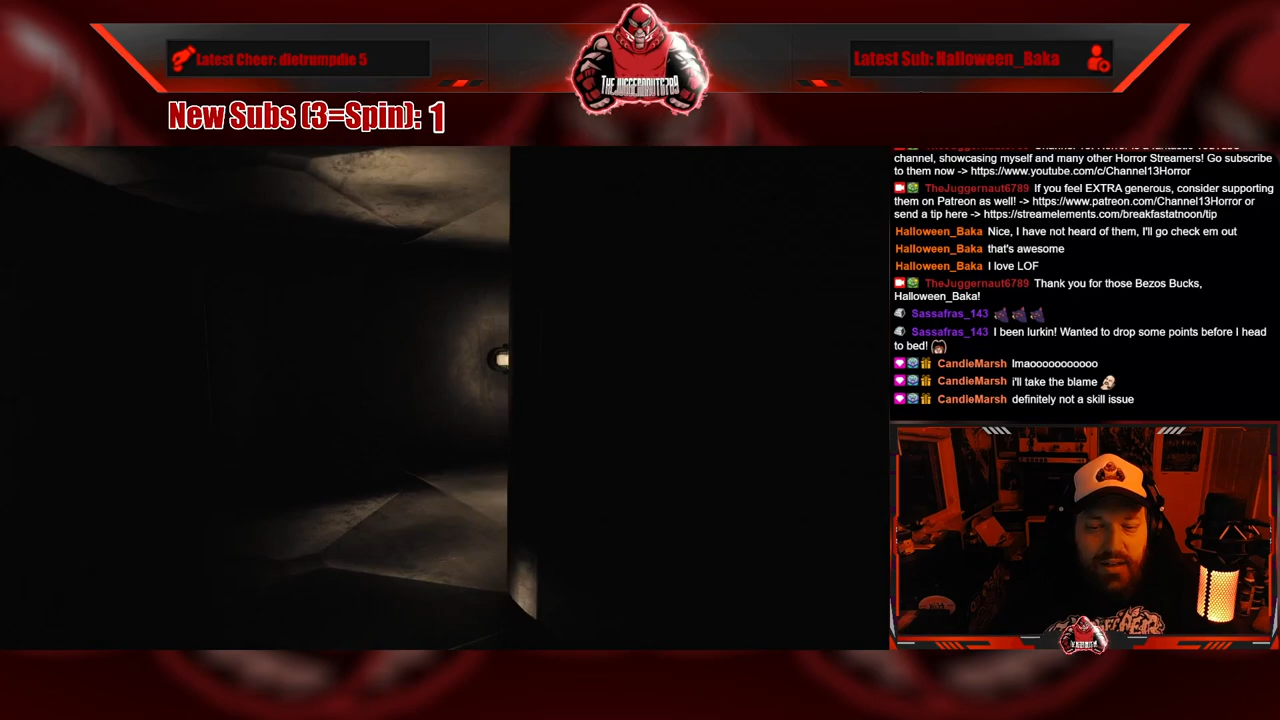 Latest Cheer: dietrumpdie 5
THEJUGGERNAUT6789
Latest Sub: Halloween_Baka
New Subs (3=Spin): 1
channel, showcasing myself and many other Horror Streamers! Go subscribe
to them now -> https://www.youtube.com/c/Channel13Horror
TheJuggernaut6789 If you feel EXTRA generous, consider supporting
them on Patreon as well! -> https://www.patreon.com/Channel13Horror or
send a tip here -> https://streamelements.com/breakfastatnoon/tip
Halloween_Baka Nice, I have not heard of them, I'll go check em out
Halloween_Baka that's awesome
Halloween_Baka I love LOF
TheJuggernaut6789 Thank you for those Bezos Bucks,
Halloween_Baka!
Sassafras_143
Sassafras_143 I been lurkin! Wanted to drop some points before I head
to bed!
CandieMarsh lmaooooooooooo
CandieMarsh i'll take the blame
CandieMarsh definitely not a skill issue